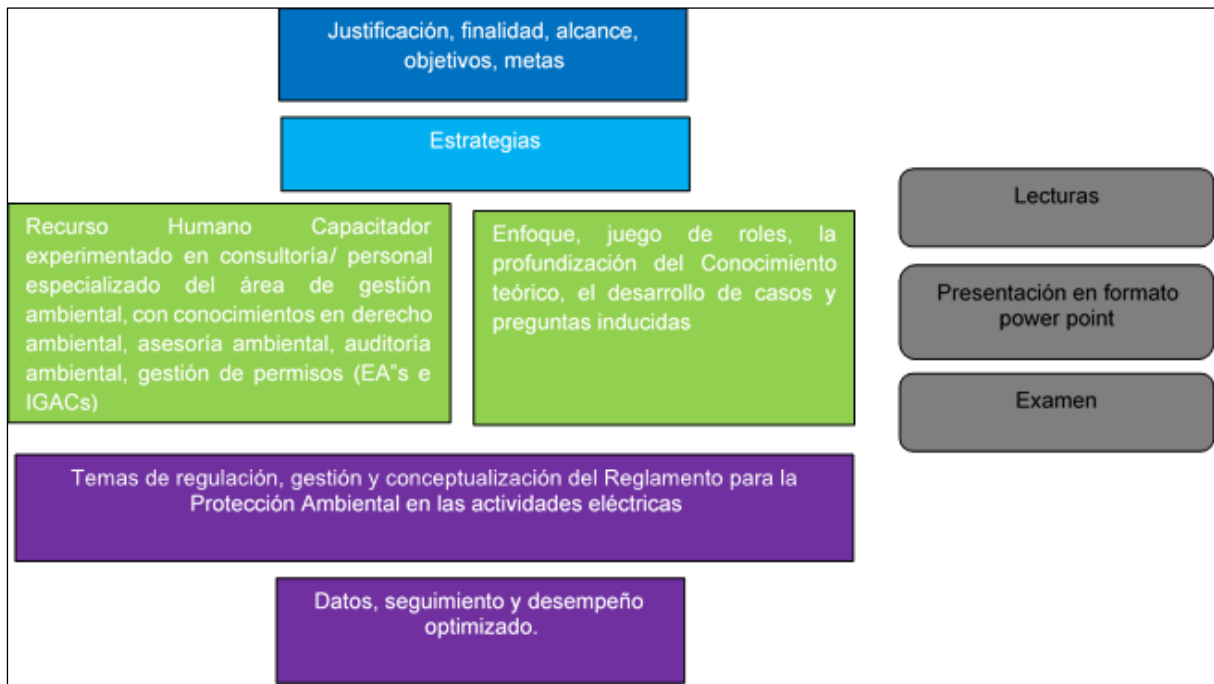 Justificación, finalidad, alcance,
objetivos, metas
Estrategias
Recurso Humano Capacitador
experimentado en consultoría/ personal
especializado del área de gestión
ambiental, con conocimientos en derecho
ambiental, asesoría ambiental, auditoría
ambiental, gestión de permisos (EA"s e
IGACs)
Enfoque, juego de roles, la
profundización del Conocimiento
teórico, el desarrollo de casos y
preguntas inducidas
Lecturas
Presentación en formato
power point
Examen
Temas de regulación, gestión y conceptualización del Reglamento para la
Protección Ambiental en las actividades eléctricas
Datos, seguimiento y desempeño
optimizado.